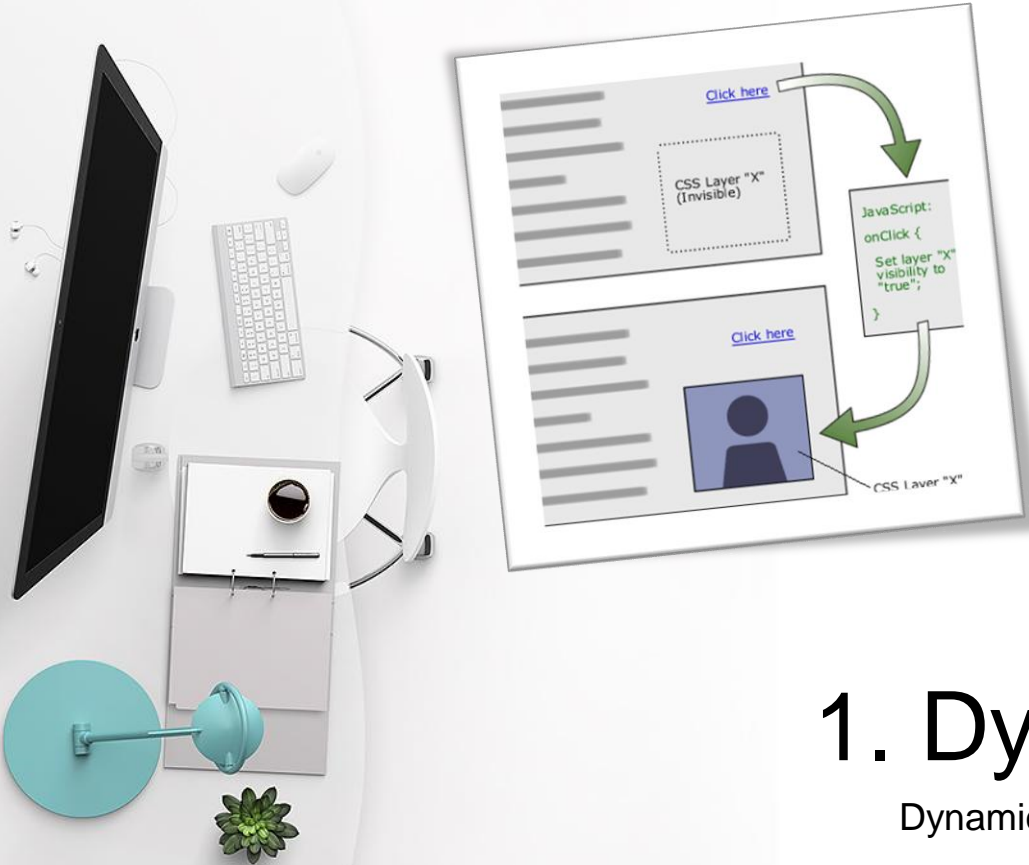 Click here
CSS Layer "X"
(Invisible)
JavaScript:
onClick {
Set layer "X"
visibility to
"true";
}
Click here
CSS Layer "X"
1. Dy
Dynamic